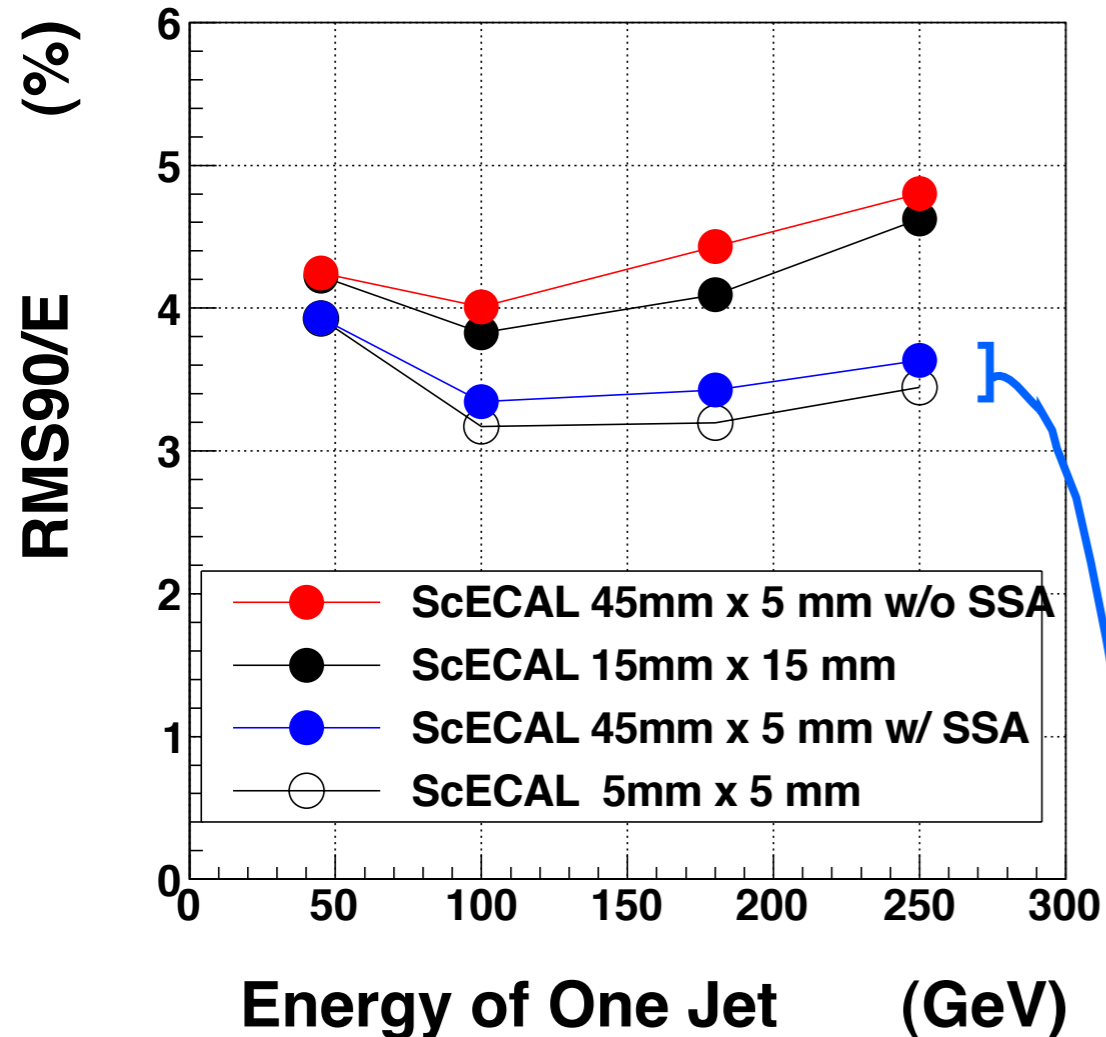 RMS90/E (%)
6
5
4
3
2
1
0
ScECAL 45mm x 5 mm w/o SSA
ScECAL 15mm x 15 mm
ScECAL 45mm x 5 mm w/ SSA
ScECAL 5mm x 5 mm
0 50 100 150 200 250 300
Energy of One Jet (GeV)